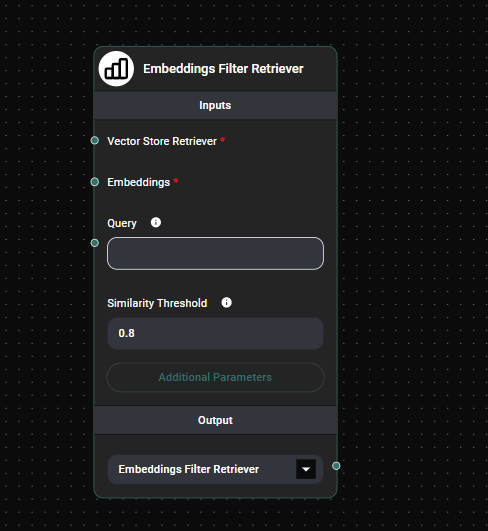 Embeddings Filter Retriever
Inputs
Vector Store Retriever *
Embeddings *
Query
Similarity Threshold
0.8
Additional Parameters
Output
Embeddings Filter Retriever